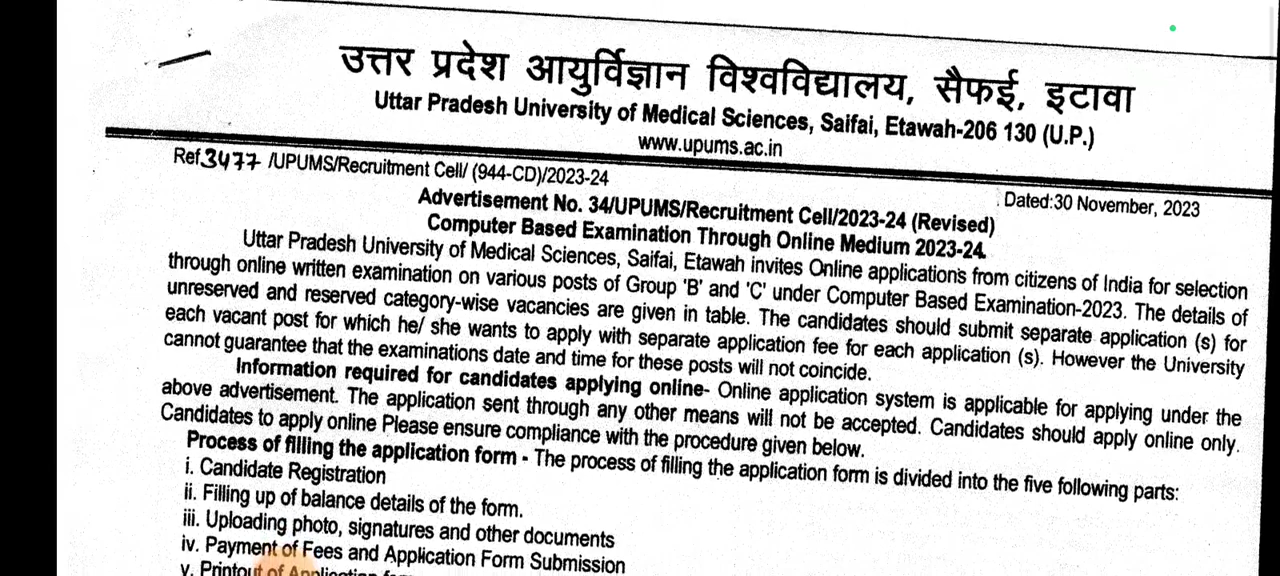 उत्तर प्रदेश आयुर्विज्ञान विश्वविद्यालय, सैफई, इटावा
Uttar Pradesh University of Medical Sciences, Saifai, Etawah-206 130 (U.P.)
www.upums.ac.in
Ref.3477 /UPUMS/Recruitment Cell/ (944-CD)/2023-24
Dated:30 November, 2023
Advertisement No. 34/UPUMS/Recruitment Cell/2023-24 (Revised)
Computer Based Examination Through Online Medium 2023-24.
Uttar Pradesh University of Medical Sciences, Saifai, Etawah invites Online applications from citizens of India for selection
through online written examination on various posts of Group 'B' and 'C' under Computer Based Examination-2023. The details of
unreserved and reserved category-wise vacancies are given in table. The candidates should submit separate application (s) for
each vacant post for which he/ she wants to apply with separate application fee for each application (s). However the University
cannot guarantee that the examinations date and time for these posts will not coincide.
Information required for candidates applying online- Online application system is applicable for applying under the
above advertisement. The application sent through any other means will not be accepted. Candidates should apply online only.
Candidates to apply online Please ensure compliance with the procedure given below.
Process of filling the application form - The process of filling the application form is divided into the five following parts:
i. Candidate Registration
ii. Filling up of balance details of the form.
iii. Uploading photo, signatures and other documents
iv. Payment of Fees and Application Form Submission
v. Printout of Application